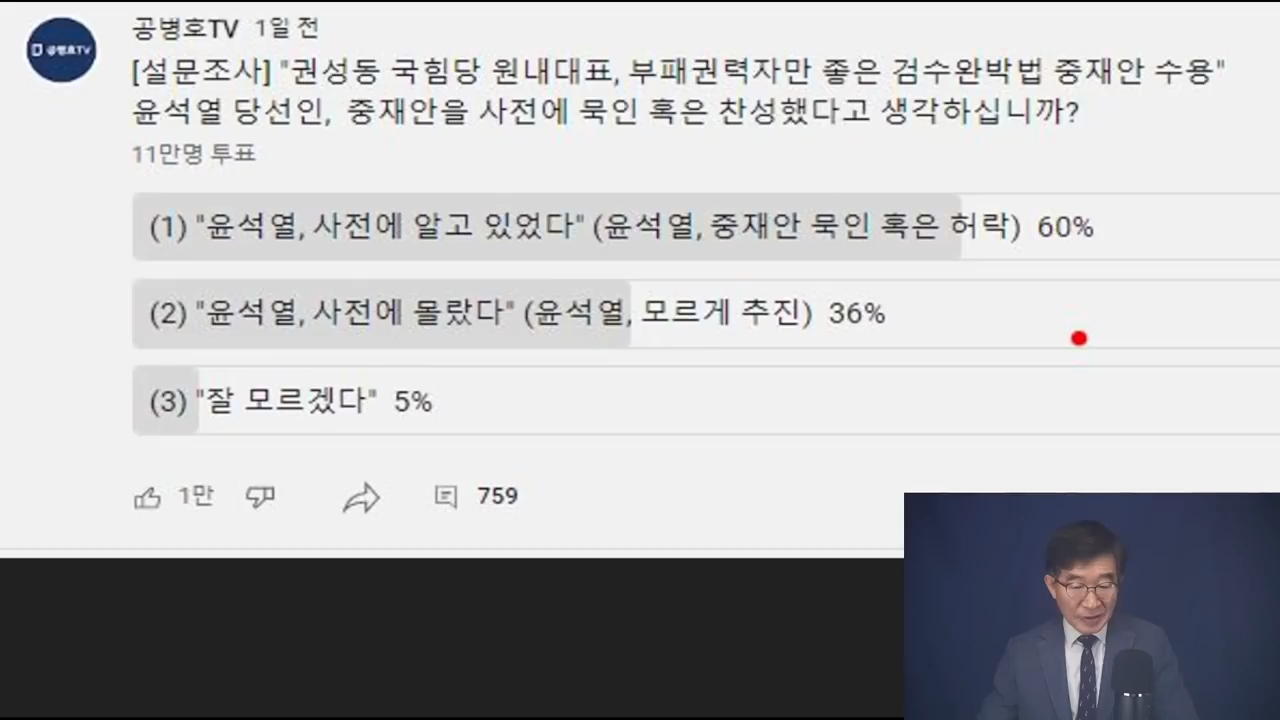 공병호TV
공병호TV 1일 전
[설문조사] "권성동 국힘당 원내대표, 부패권력자만 좋은 검수완박법 중재안 수용"
윤석열 당선인, 중재안을 사전에 묵인 혹은 찬성했다고 생각하십니까?
11만명 투표
(1) "윤석열, 사전에 알고 있었다" (윤석열, 중재안 묵인 혹은 허락) 60%
(2) "윤석열, 사전에 몰랐다" (윤석열, 모르게 추진) 36%
(3) "잘 모르겠다" 5%
1만 759